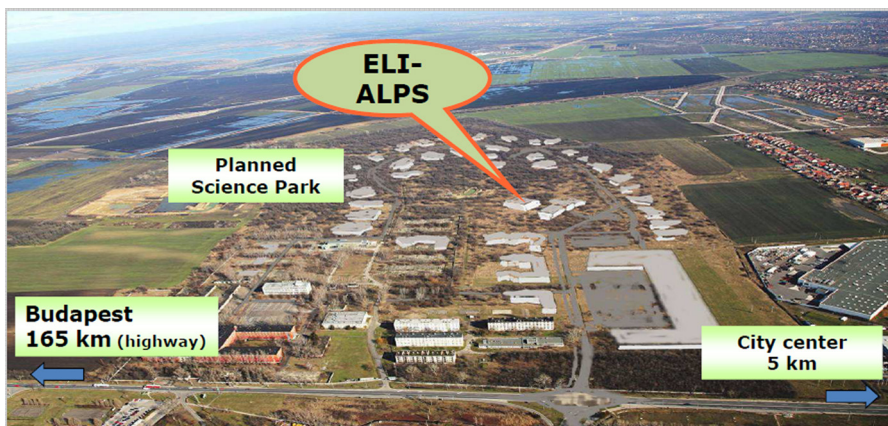 ELI-
ALPS
Planned
Science Park
Budapest
165 km (highway)
City center
5 km